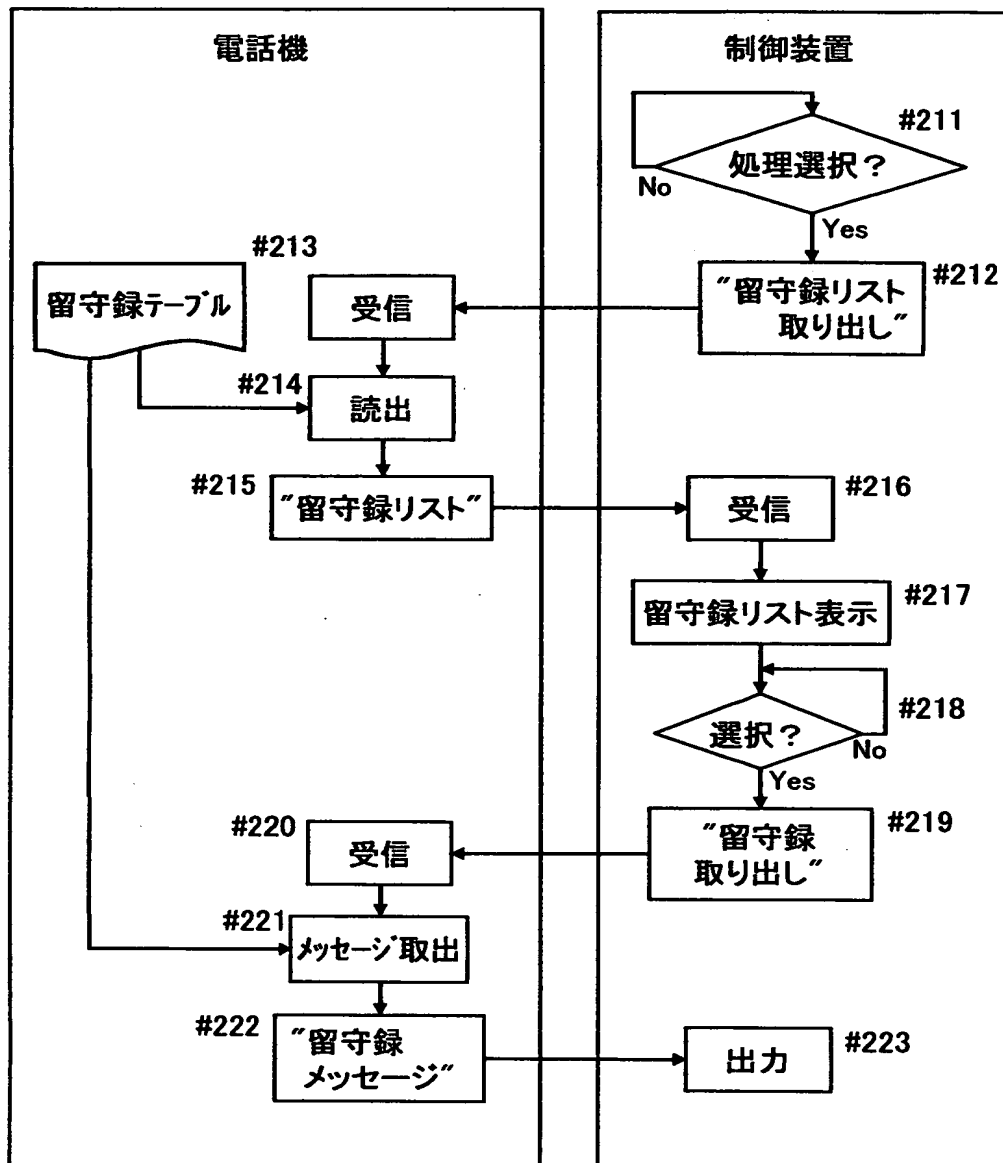 電話機
制御装置
#211
処理選択?
No
Yes
#213
留守録テーブル
受信
"留守録リスト
取り出し"
#212
#214
読出
#215
"留守録リスト"
受信
#216
留守録リスト表示
#217
選択?
#218
No
Yes
#220
受信
"留守録
取り出し"
#219
#221
メッセージ取出
#222
"留守録
メッセージ"
出力
#223